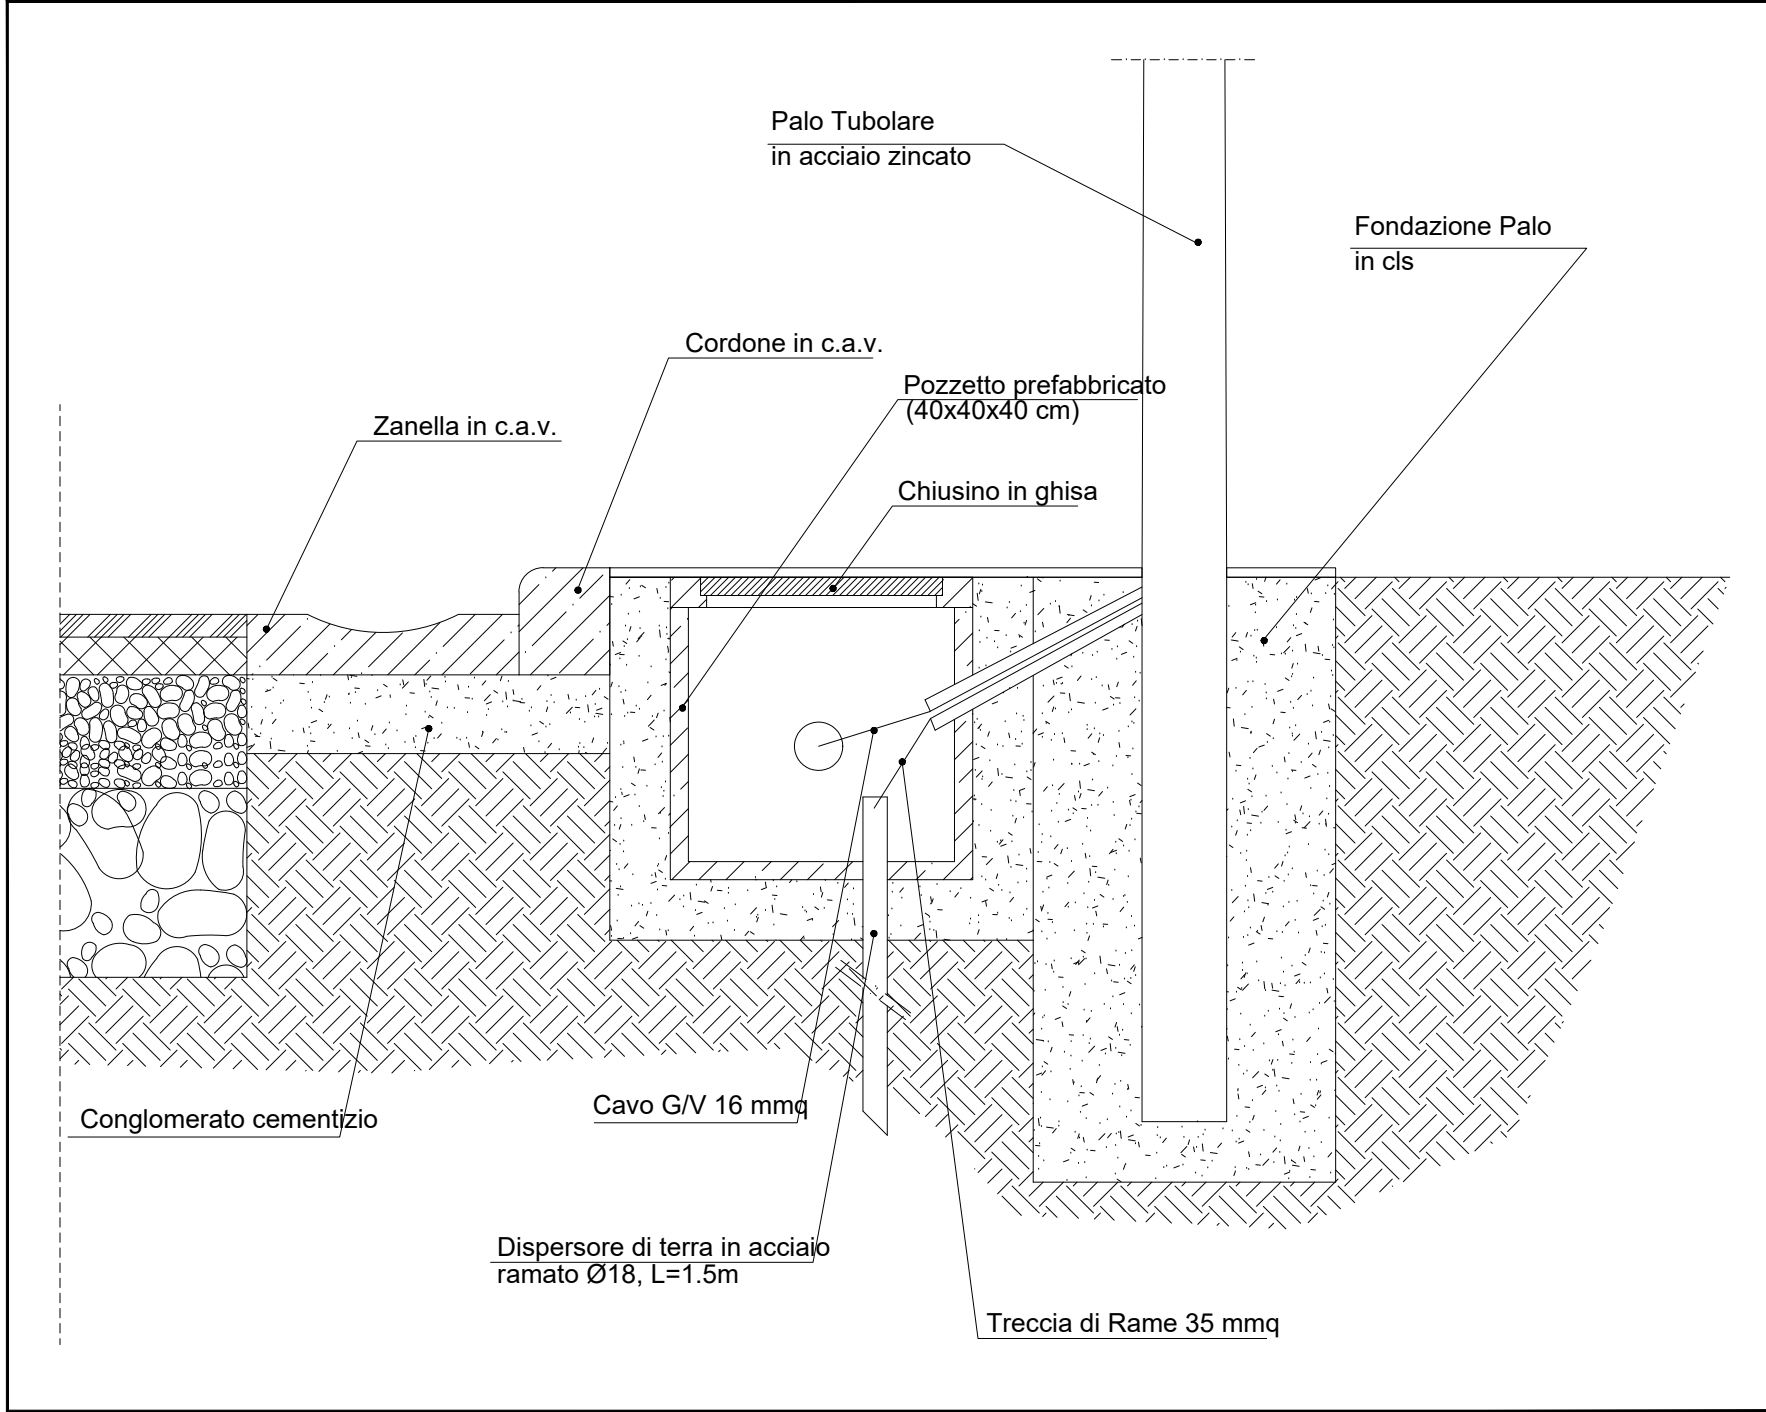 Palo Tubolare
in acciaio zincato
Fondazione Palo
in cls
Cordone in c.a.v.
Pozzetto prefabbricato
(40x40x40 cm)
Zanella in c.a.v.
Chiusino in ghisa
Cavo G/V 16 mmq
Conglomerato cementizio
Dispersore di terra in acciaio
ramato Ø18, L=1.5m
Treccia di Rame 35 mmq